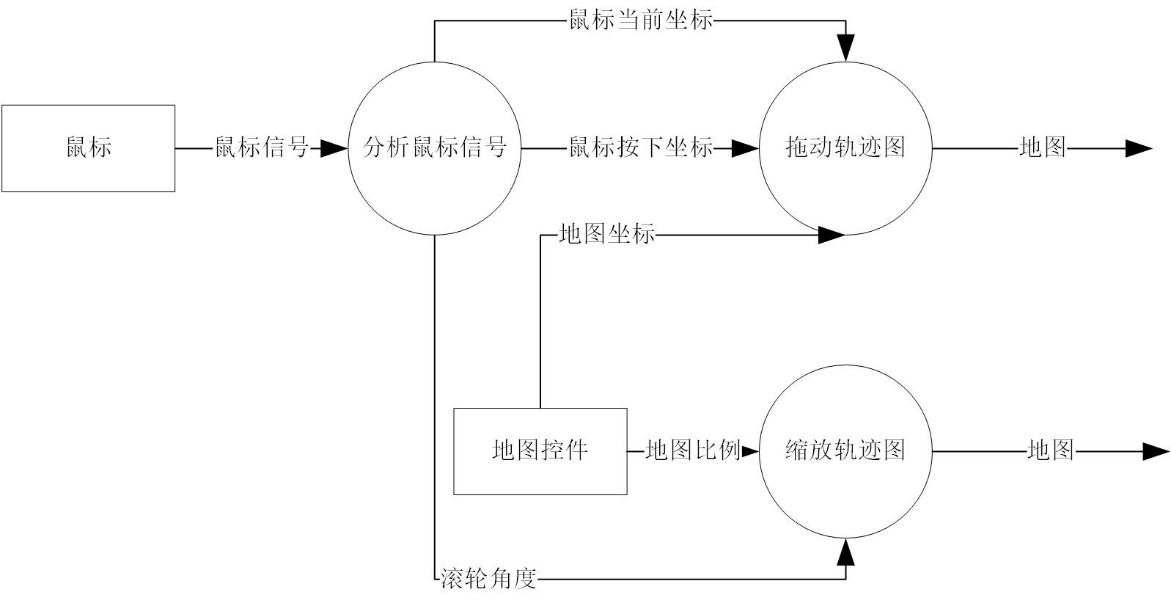 鼠标当前坐标
鼠标
鼠标信号
分析鼠标信号
鼠标按下坐标
拖动轨迹图
地图
地图坐标
地图控件
地图比例
缩放轨迹图
地图
滚轮角度